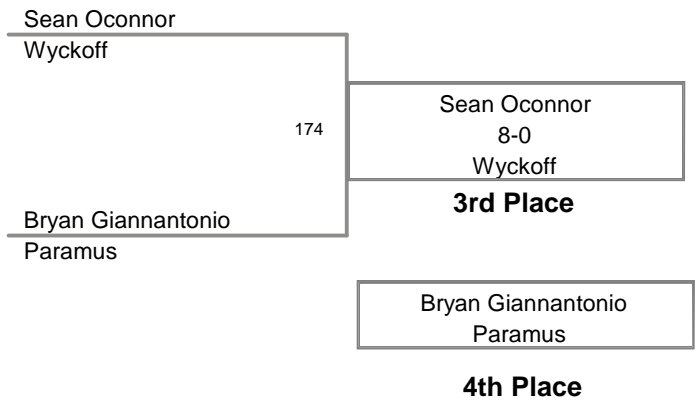 Sean Oconnor
Wyckoff
174
Sean Oconnor
8-0
Wyckoff
3rd Place
Bryan Giannantonio
Paramus
Bryan Giannantonio
Paramus
4th Place